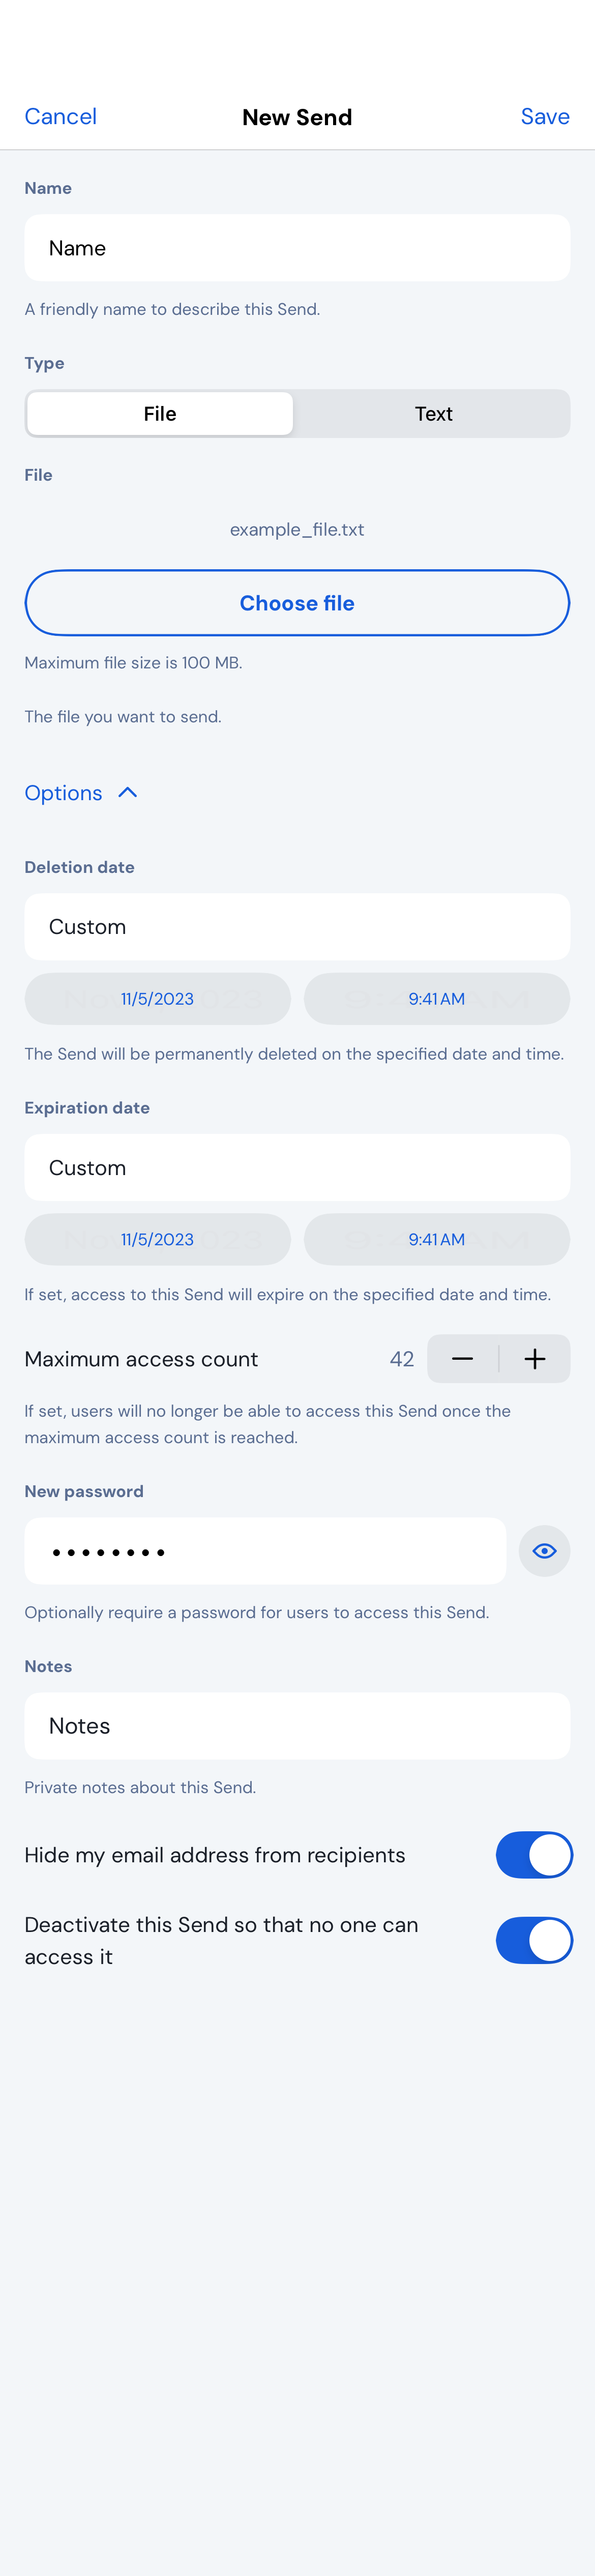 Cancel
New Send
Save
Name
Name
A friendly name to describe this Send.
Type
File
Text
File
example_file.txt
Choose file
Maximum file size is 100 MB.
The file you want to send.
Options
Deletion date
Custom
11/5/2023
9:41 AM
The Send will be permanently deleted on the specified date and time.
Expiration date
Custom
11/5/2023
9:41 AM
If set, access to this Send will expire on the specified date and time.
Maximum access count
42
If set, users will no longer be able to access this Send once the
maximum access count is reached.
New password
Optionally require a password for users to access this Send.
Notes
Notes
Private notes about this Send.
Hide my email address from recipients
Deactivate this Send so that no one can
access it